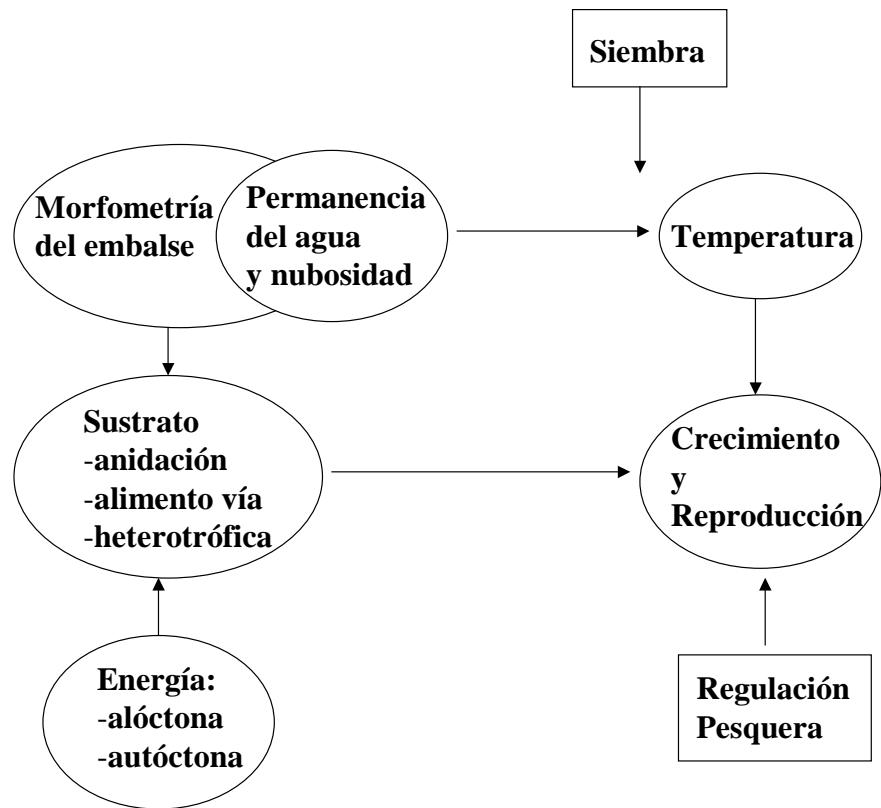 Siembra
Morfometría
del embalse
Permanencia
del agua
y nubosidad
Temperatura
Sustrato
-anidación
-alimento vía
-heterotrófica
Crecimiento
y
Reproducción
Energía:
-alóctona
-autóctona
Regulación
Pesquera